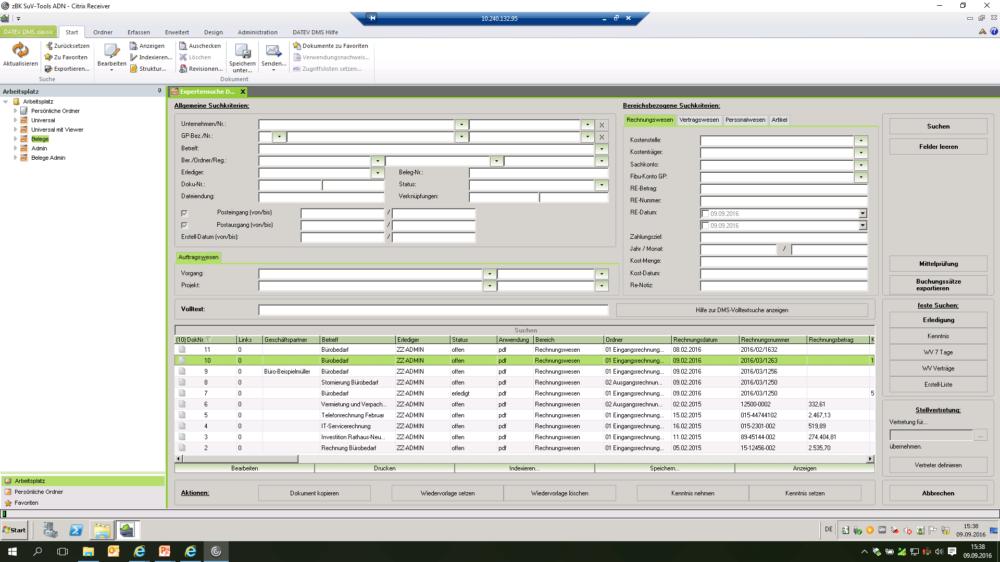 zBK SuV-Tools ADN - Citrix Receiver
10.240.132.95
DATEV DMS classic Start Ordner Erfassen Erweitert Design Administration DATEV DMS Hilfe
Aktualisieren
Zurücksetzen
Zu Favoriten
Exportieren...
Suche
Bearbeiten
Anzeigen
Indexieren...
Struktur...
Auschecken
Löschen
Revisionen...
Speichern unter...
Senden...
Dokumente zu Favoriten
Verwendungsnachweis...
ACL Zugriffslisten setzen...
Dokument
Arbeitsplatz
Arbeitsplatz
Persönliche Ordner
Universal
Universal mit Viewer
Belege
Admin
Belege Admin
Arbeitsplatz
Persönliche Ordner
Favoriten
Expertensuche D... X
Allgemeine Suchkriterien:
Unternehmen/Nr.: X
GP-Bez./Nr.: X
Betreff:
Ber./Ordner/Reg.:
Erlediger: Beleg-Nr.:
Doku-Nr.: Status:
Dateiendung: Verknüpfungen:
Posteingang (von/bis) /
Postausgang (von/bis) /
Erstell-Datum (von/bis): /
Auftragswesen
Vorgang:
Projekt:
Bereichsbezogene Suchkriterien:
Rechnungswesen Vertragswesen Personalwesen Artikel
Kostenstelle:
Kostenträger:
Sachkonto:
Fibu-Konto GP:
RE-Betrag:
RE-Nummer:
RE-Datum: 09.09.2016
09.09.2016
Zahlungsziel:
Jahr / Monat: /
Kost-Menge:
Kost-Datum:
Re-Notiz:
Volltext: Hilfe zur DMS-Volltextsuche anzeigen
Suchen
Felder leeren
Mittelprüfung
Buchungssätze exportieren
feste Suchen:
Erledigung
Kenntnis
WV 7 Tage
WV Verträge
Erstell-Liste
Stellvertretung:
Vertretung für...
...
übernehmen.
Vertreter definieren
Abbrechen
Suchen
(10) DokNr. Links Geschäftspartner Betreff Erlediger Status Anwendung Bereich Ordner Rechnungsdatum Rechnungsnummer Rechnungsbetrag K
11 0 Bürobedarf ZZ-ADMIN offen pdf Rechnungswesen 01 Eingangsrechnung... 08.02.2016 2016/02/1632
10 0 Bürobedarf ZZ-ADMIN offen pdf Rechnungswesen 01 Eingangsrechnung... 09.02.2016 2016/03/1263 1
9 0 Büro-Beispielmüller Bürobedarf ZZ-ADMIN offen pdf Rechnungswesen 01 Eingangsrechnung... 09.02.2016 2016/03/1256
8 0 Stornierung Bürobedarf ZZ-ADMIN offen pdf Rechnungswesen 02 Ausgangsrechnun... 09.02.2016 2016/03/1250
7 0 Bürobedarf ZZ-ADMIN erledigt pdf Rechnungswesen 01 Eingangsrechnung... 09.02.2016 2016/03/1250 5
6 0 Vermietung und Verpach... ZZ-ADMIN offen pdf Rechnungswesen 02 Ausgangsrechnun... 02.02.2015 12500-0002 332,61
5 0 Telefonrechnung Februar ZZ-ADMIN offen pdf Rechnungswesen 01 Eingangsrechnung... 15.02.2015 015-44744102 2.467,13
4 0 IT-Servicerechnung ZZ-ADMIN offen pdf Rechnungswesen 01 Eingangsrechnung... 16.02.2015 015-2301-002 519,89
3 0 Investition Rathaus-Neu... ZZ-ADMIN offen pdf Rechnungswesen 01 Eingangsrechnung... 11.02.2015 89-45144-002 274.404,81
2 0 Rechnung Bürobedarf ZZ-ADMIN offen pdf Rechnungswesen 01 Eingangsrechnung... 05.02.2015 15-12456-002 2.535,70
Bearbeiten Drucken Indexieren... Speichern... Anzeigen
Aktionen: Dokument kopieren Wiedervorlage setzen Wiedervorlage löschen Kenntnis nehmen Kenntnis setzen
Start DE 15:38
09.09.2016
15:38
09.09.2016